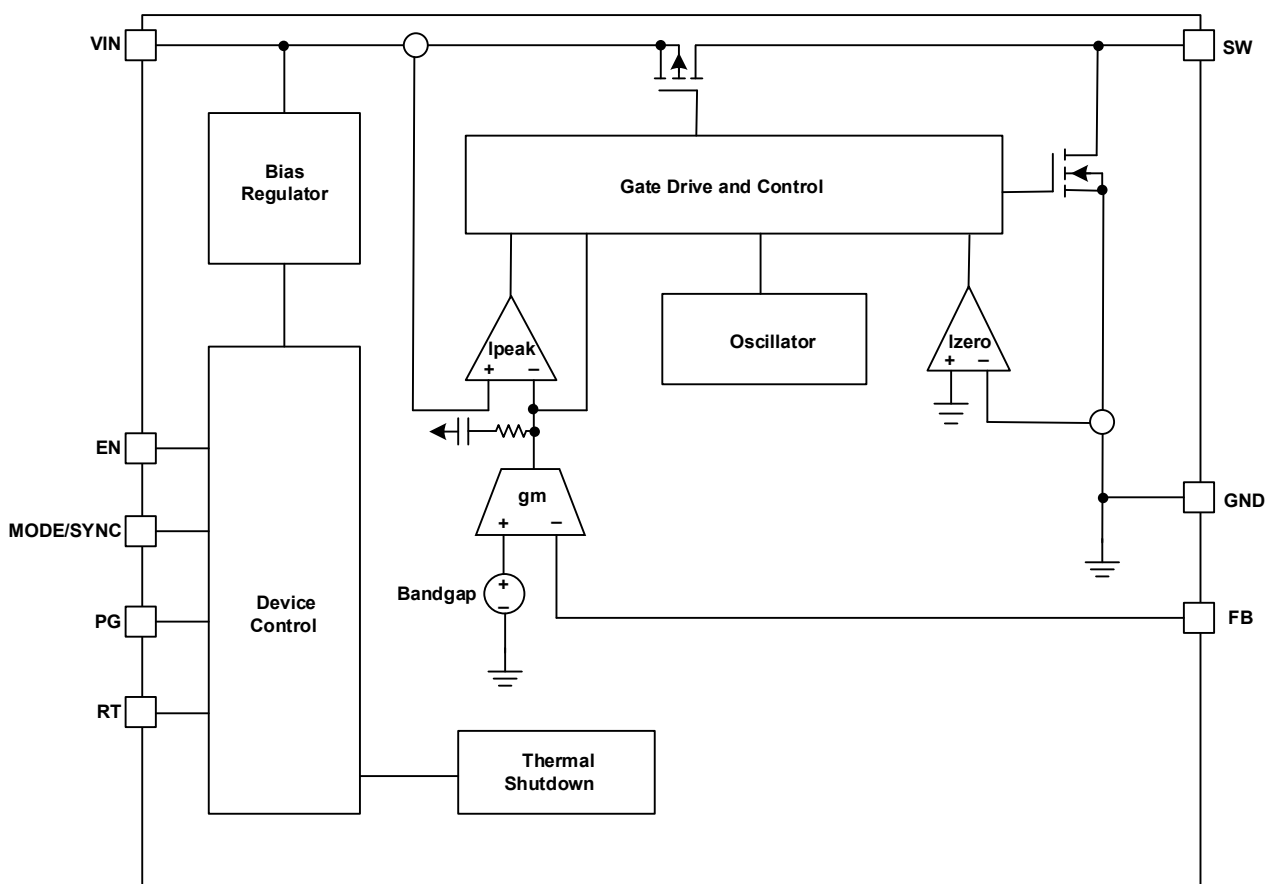 VIN
SW
Bias
Regulator
Gate Drive and Control
Ipeak
+ −
Oscillator
Izero
+ −
EN
gm
+ −
GND
MODE/SYNC
Bandgap
+
−
Device
Control
PG
FB
RT
Thermal
Shutdown